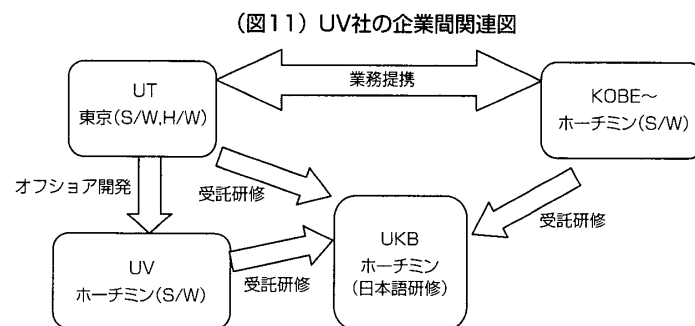 (図11) UV社の企業間関連図
UT
東京(S/W,H/W)
業務提携
KOBE~
ホーチミン(S/W)
オフショア開発
受託研修
受託研修
UKB
ホーチミン
(日本語研修)
UV
ホーチミン(S/W)
受託研修